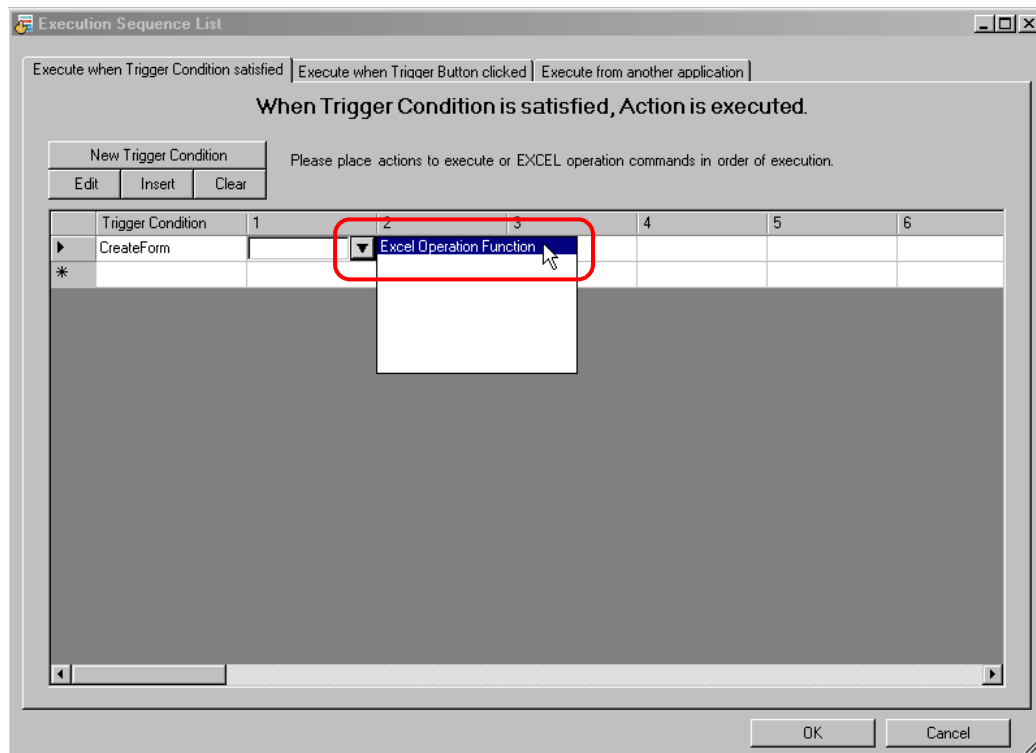 Execution Sequence List
Execute when Trigger Condition satisfied Execute when Trigger Button clicked Execute from another application
When Trigger Condition is satisfied, Action is executed.
New Trigger Condition
Please place actions to execute or EXCEL operation commands in order of execution.
Edit Insert Clear
Trigger Condition 1 2 3 4 5 6
CreateForm Excel Operation Function
OK Cancel